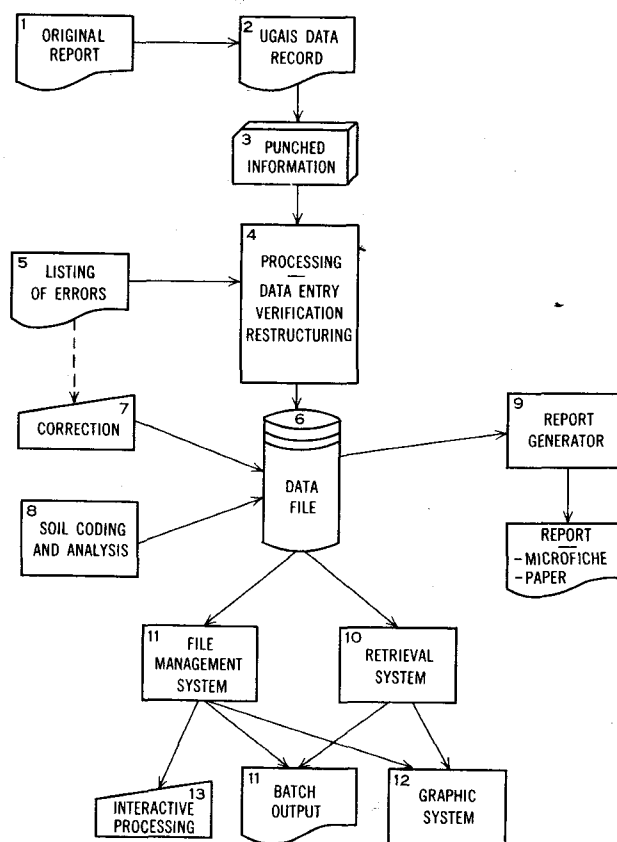 1
ORIGINAL
REPORT
2
UGAIS DATA
RECORD
3
PUNCHED
INFORMATION
4
PROCESSING
DATA ENTRY
VERIFICATION
RESTRUCTURING
5
LISTING
OF ERRORS
7
CORRECTION
6
DATA
FILE
9
REPORT
GENERATOR
8
SOIL CODING
AND ANALYSIS
REPORT
-MICROFICHE
-PAPER
11
FILE
MANAGEMENT
SYSTEM
10
RETRIEVAL
SYSTEM
13
INTERACTIVE
PROCESSING
11
BATCH
OUTPUT
12
GRAPHIC
SYSTEM